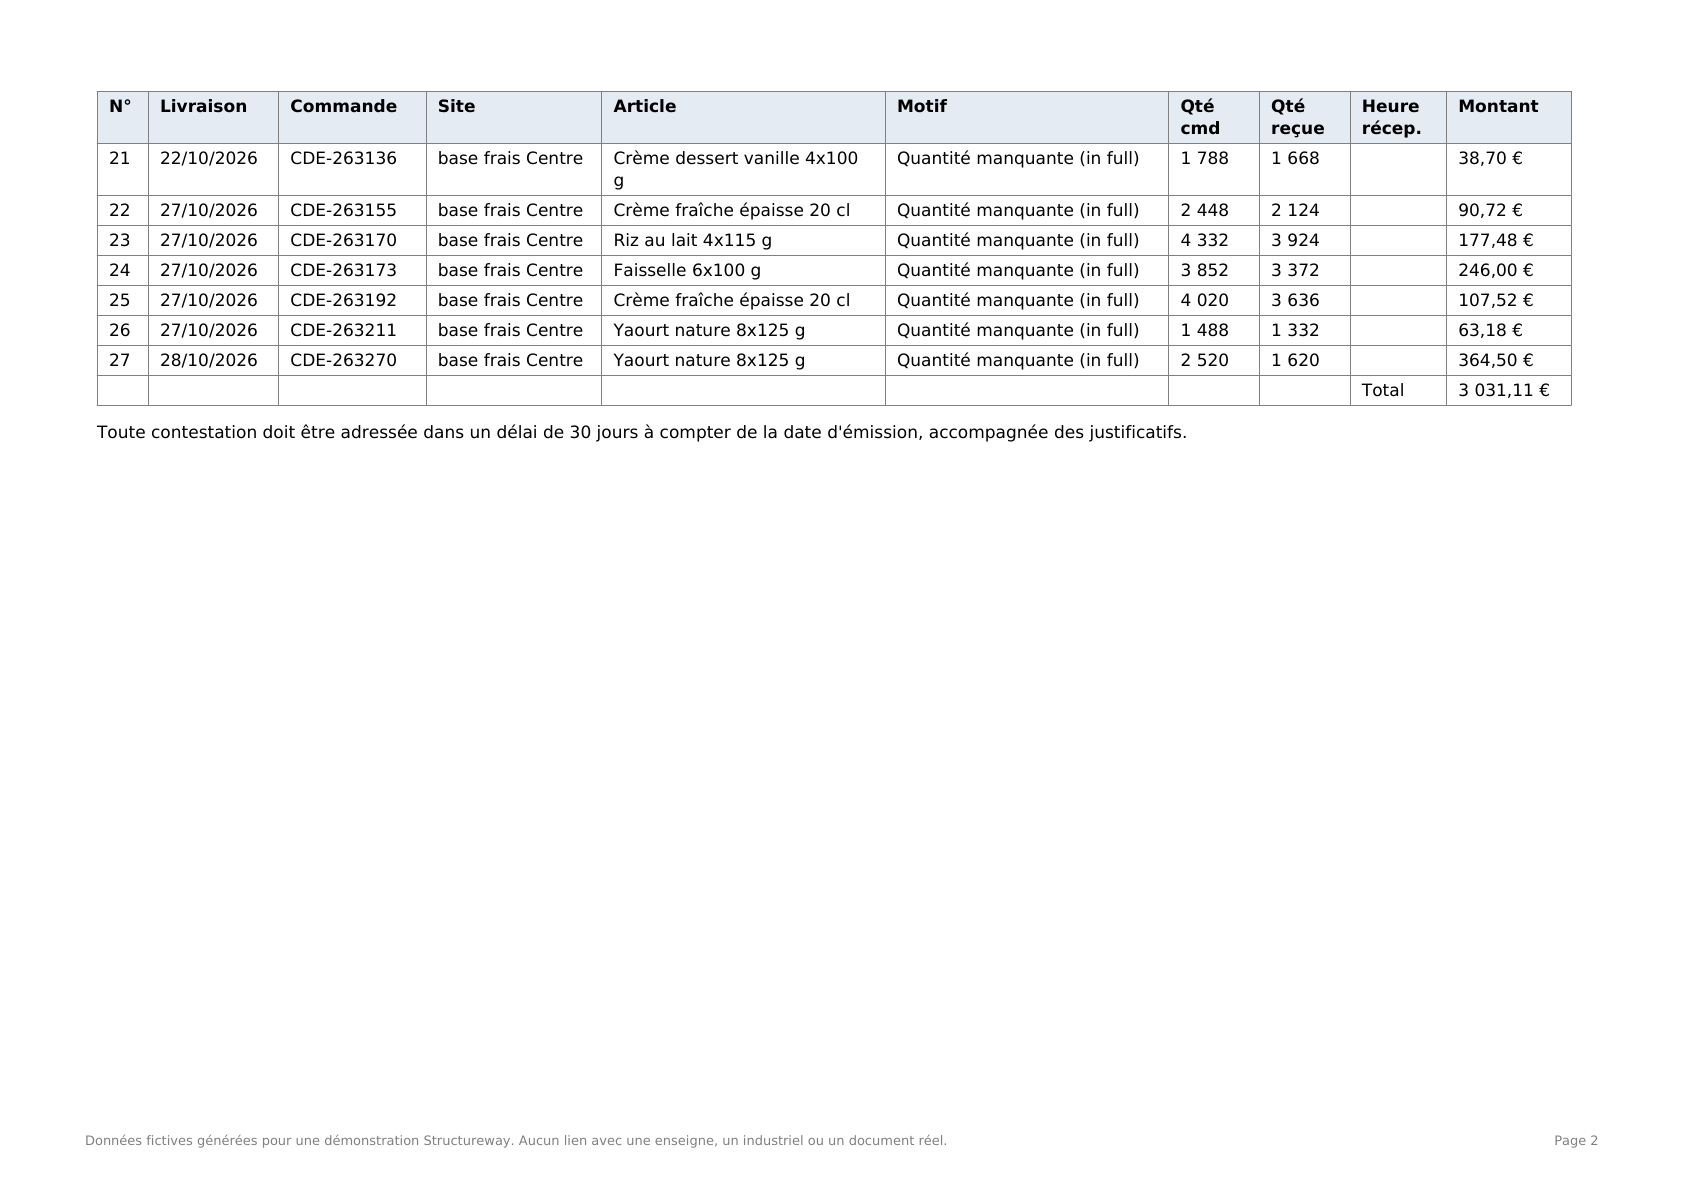 N° Livraison Commande Site Article Motif Qté cmd Qté reçue Heure récep. Montant
21 22/10/2026 CDE-263136 base frais Centre Crème dessert vanille 4x100 g Quantité manquante (in full) 1 788 1 668 38,70 €
22 27/10/2026 CDE-263155 base frais Centre Crème fraîche épaisse 20 cl Quantité manquante (in full) 2 448 2 124 90,72 €
23 27/10/2026 CDE-263170 base frais Centre Riz au lait 4x115 g Quantité manquante (in full) 4 332 3 924 177,48 €
24 27/10/2026 CDE-263173 base frais Centre Faisselle 6x100 g Quantité manquante (in full) 3 852 3 372 246,00 €
25 27/10/2026 CDE-263192 base frais Centre Crème fraîche épaisse 20 cl Quantité manquante (in full) 4 020 3 636 107,52 €
26 27/10/2026 CDE-263211 base frais Centre Yaourt nature 8x125 g Quantité manquante (in full) 1 488 1 332 63,18 €
27 28/10/2026 CDE-263270 base frais Centre Yaourt nature 8x125 g Quantité manquante (in full) 2 520 1 620 364,50 €
Total 3 031,11 €
Toute contestation doit être adressée dans un délai de 30 jours à compter de la date d'émission, accompagnée des justificatifs.
Données fictives générées pour une démonstration Structureway. Aucun lien avec une enseigne, un industriel ou un document réel. Page 2